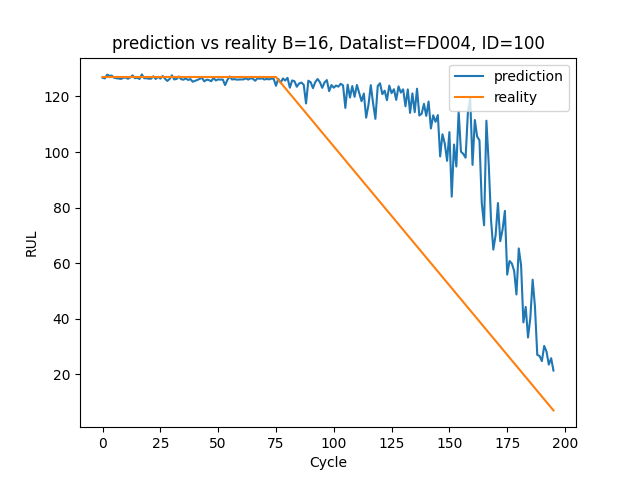 prediction vs reality B=16, Datalist=FD004, ID=100
prediction
reality
RUL
120
100
80
60
40
20
0 25 50 75 100 125 150 175 200
Cycle